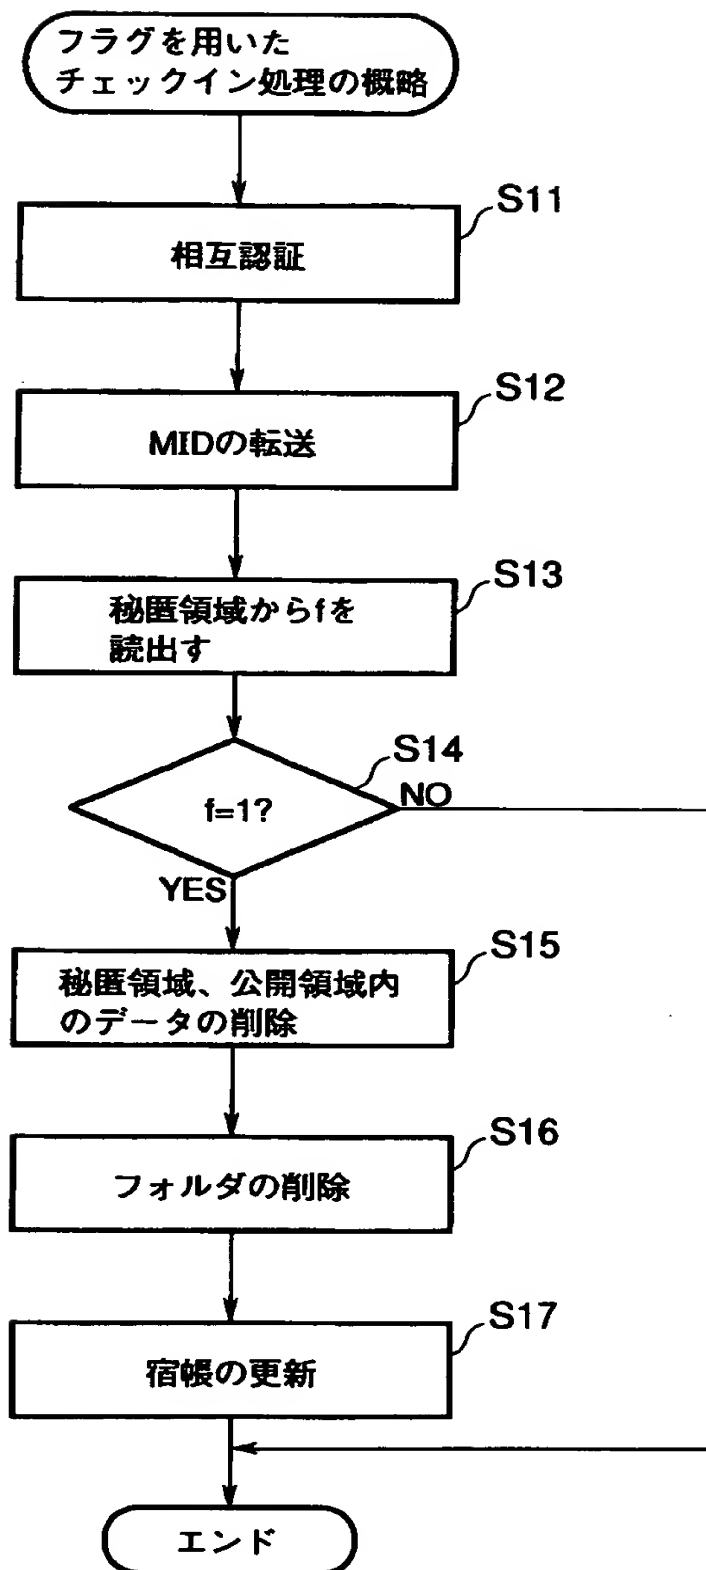 フラグを用いた
チェックイン処理の概略
S11
相互認証
S12
MIDの転送
S13
秘匿領域からfを
読出す
S14
f=1?
NO
YES
S15
秘匿領域、公開領域内
のデータの削除
S16
フォルダの削除
S17
宿帳の更新
エンド